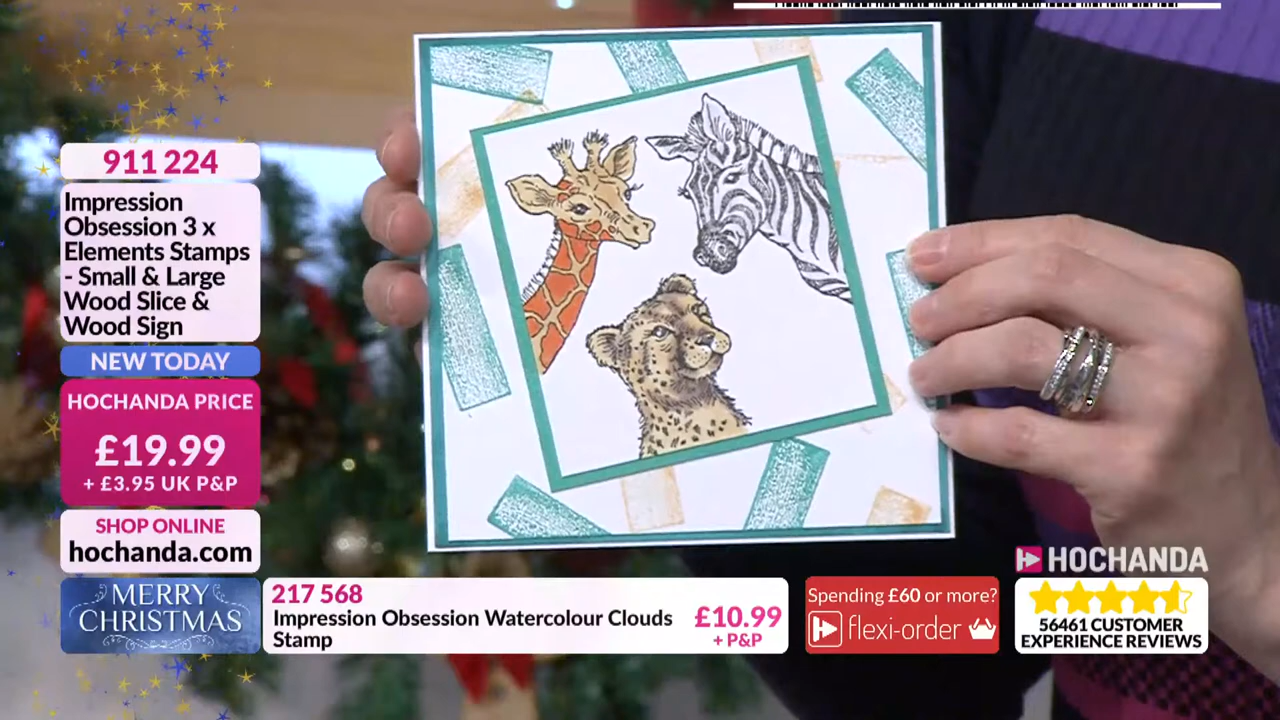 911 224
Impression
Obsession 3 x
Elements Stamps
- Small & Large
Wood Slice &
Wood Sign
NEW TODAY
HOCHANDA PRICE
£19.99
+ £3.95 UK P&P
SHOP ONLINE
hochanda.com
MERRY
CHRISTMAS
217 568
Impression Obsession Watercolour Clouds
Stamp
£10.99
+ P&P
Spending £60 or more?
flexi-order
HOCHANDA
56461 CUSTOMER
EXPERIENCE REVIEWS